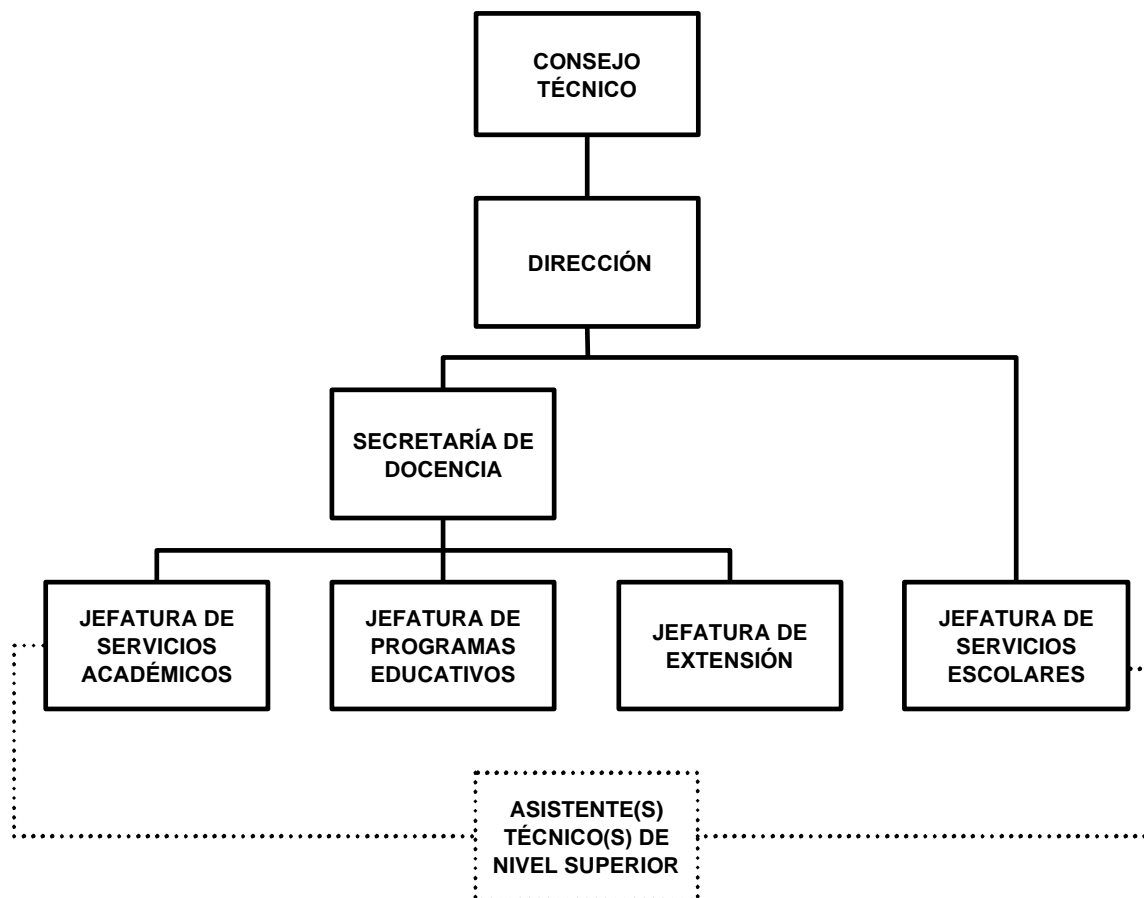 CONSEJO
TÉCNICO
DIRECCIÓN
SECRETARÍA DE
DOCENCIA
JEFATURA DE
SERVICIOS
ACADÉMICOS
JEFATURA DE
PROGRAMAS
EDUCATIVOS
JEFATURA DE
EXTENSIÓN
JEFATURA DE
SERVICIOS
ESCOLARES
ASISTENTE(S)
TÉCNICO(S) DE
NIVEL SUPERIOR